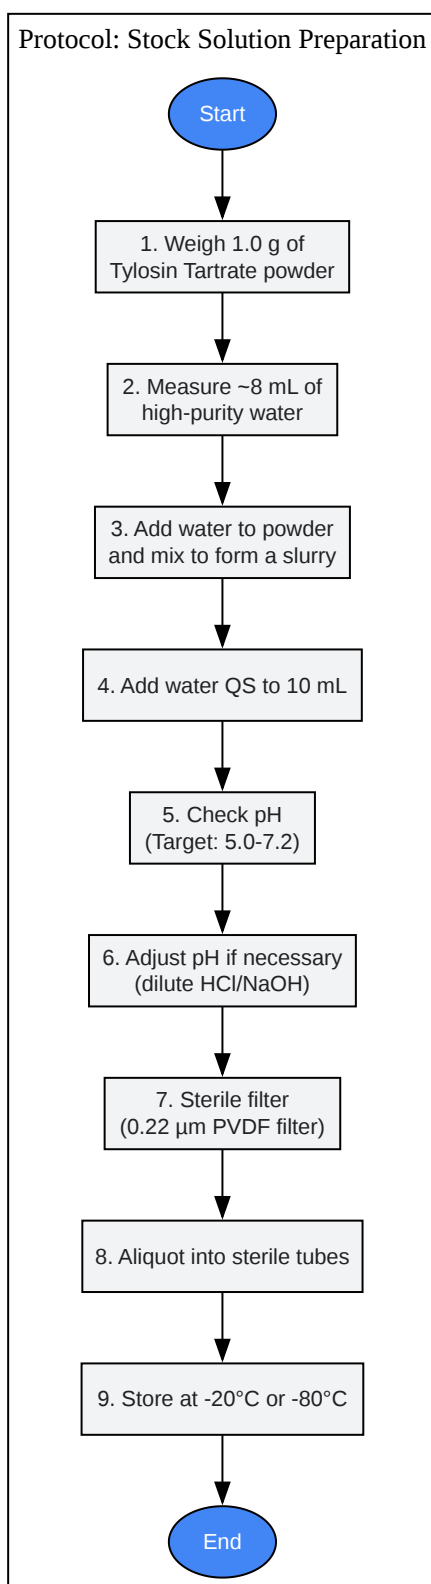 Protocol: Stock Solution Preparation
Start
1. Weigh 1.0 g of
Tylosin Tartrate powder
2. Measure ~8 mL of
high-purity water
3. Add water to powder
and mix to form a slurry
4. Add water QS to 10 mL
5. Check pH
(Target: 5.0-7.2)
6. Adjust pH if necessary
(dilute HCl/NaOH)
7. Sterile filter
(0.22 µm PVDF filter)
8. Aliquot into sterile tubes
9. Store at -20°C or -80°C
End